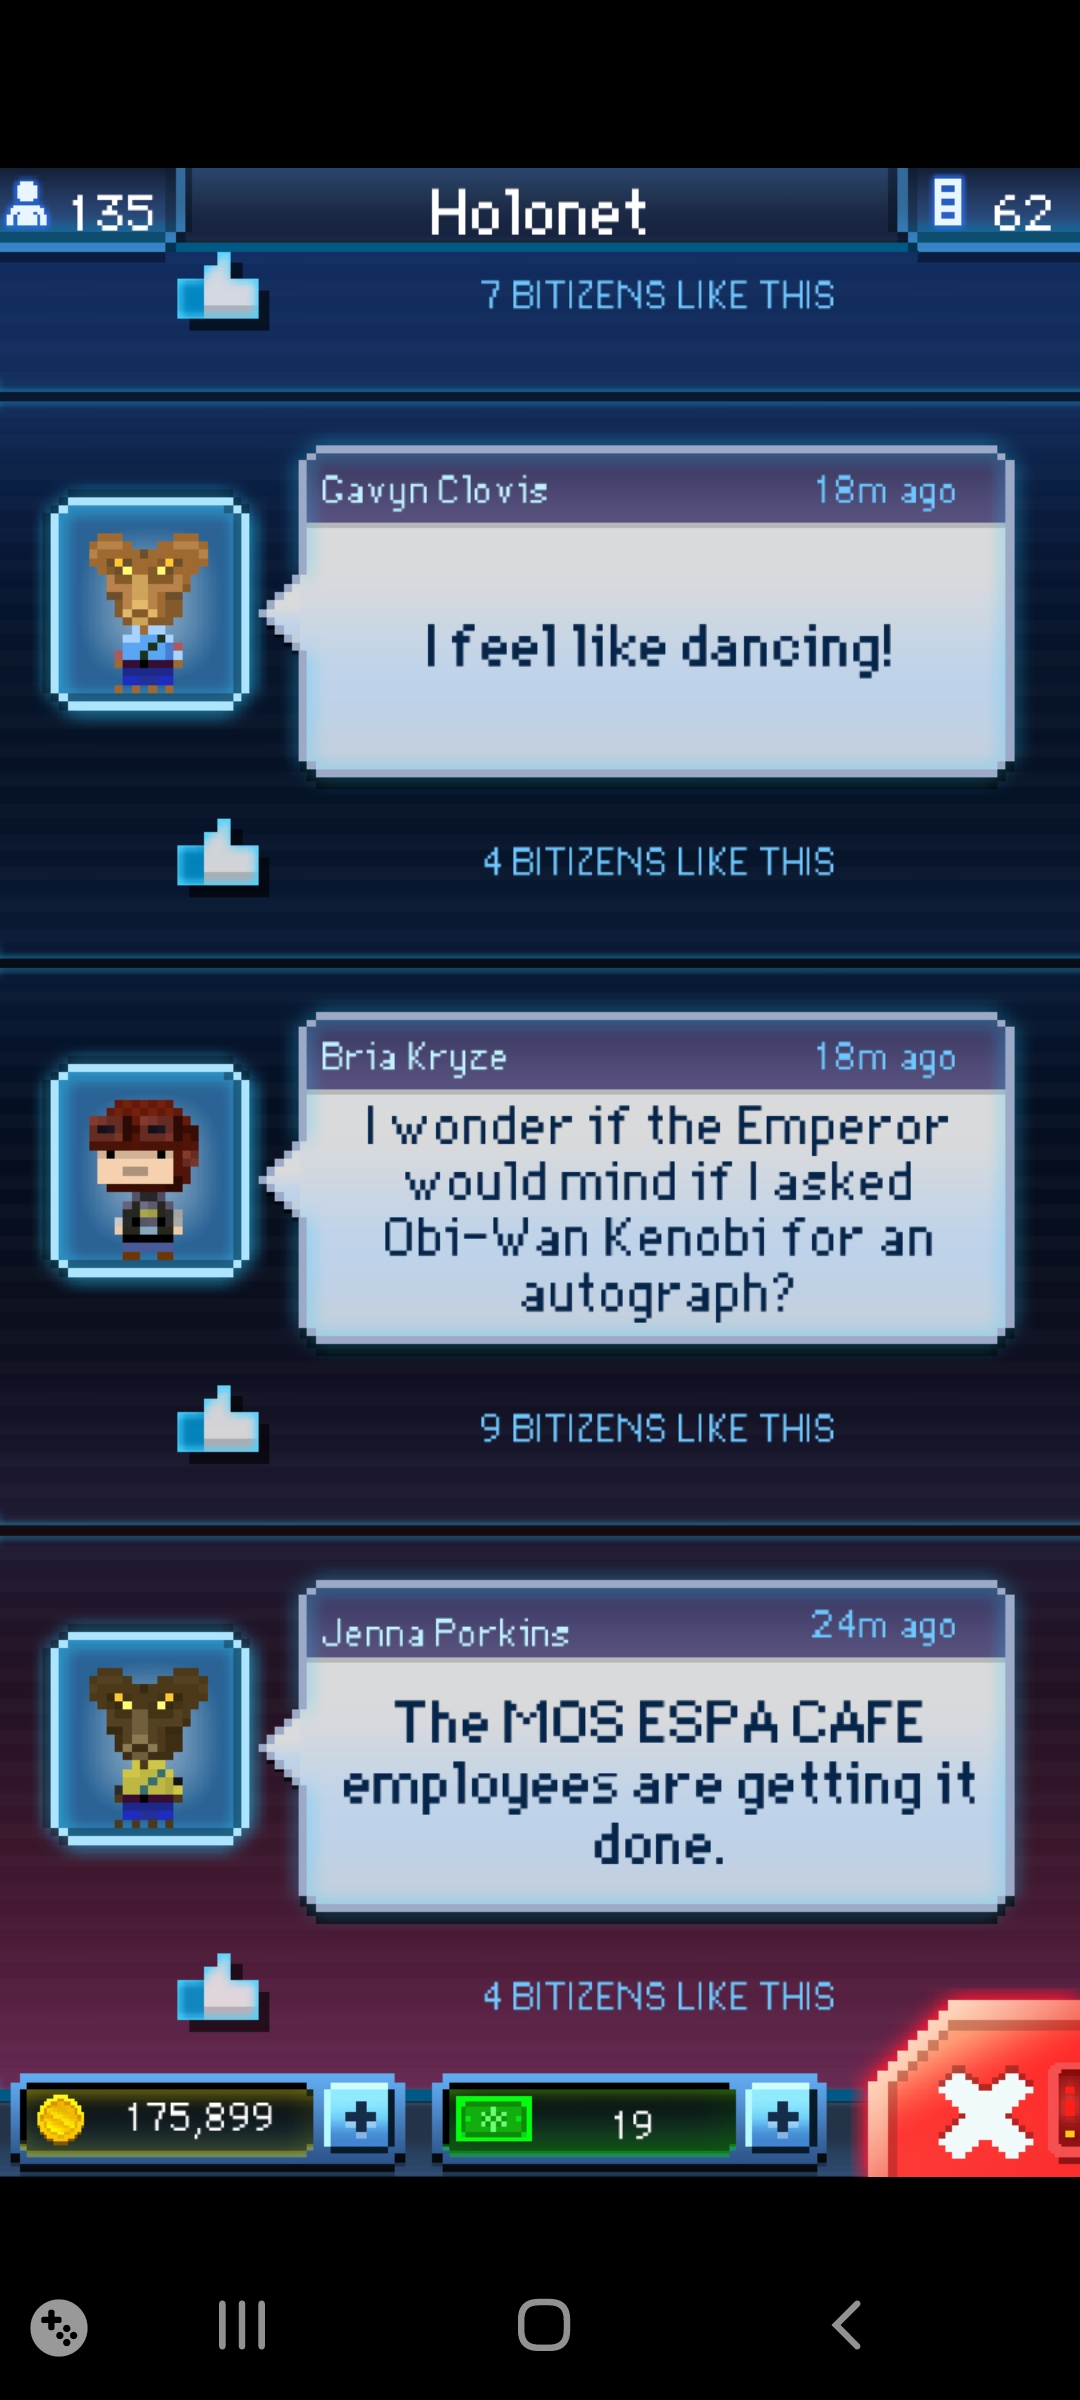 135
Holonet
62
7 BITIZENS LIKE THIS
Gavyn Clovis
18m ago
I feel like dancing!
4 BITIZENS LIKE THIS
Bria Kryze
18m ago
I wonder if the Emperor
would mind if I asked
Obi-Wan Kenobi for an
autograph?
9 BITIZENS LIKE THIS
Jenna Porkins
24m ago
The MOS ESPA CAFE
employees are getting it
done.
4 BITIZENS LIKE THIS
175,899
19